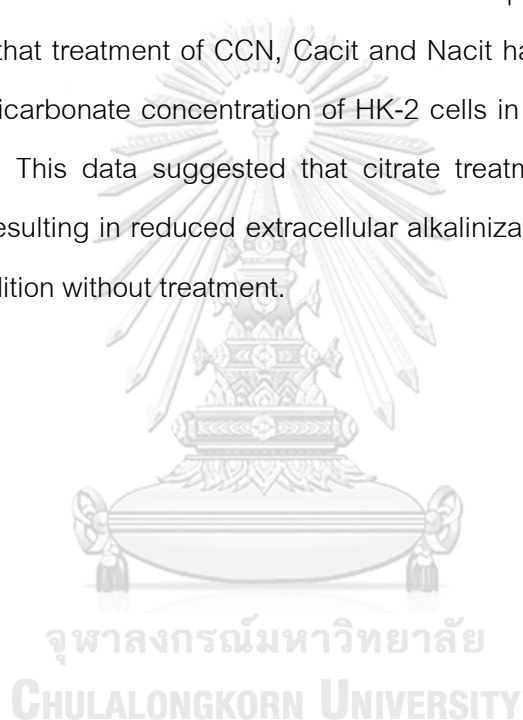 that treatment of CCN, Cacit and Nacit ha
icarbonate concentration of HK-2 cells in
This data suggested that citrate treatm
esulting in reduced extracellular alkaliniza
lition without treatment.
จุฬาลงกรณ์มหาวิทยาลัย
CHULALONGKORN UNIVERSITY